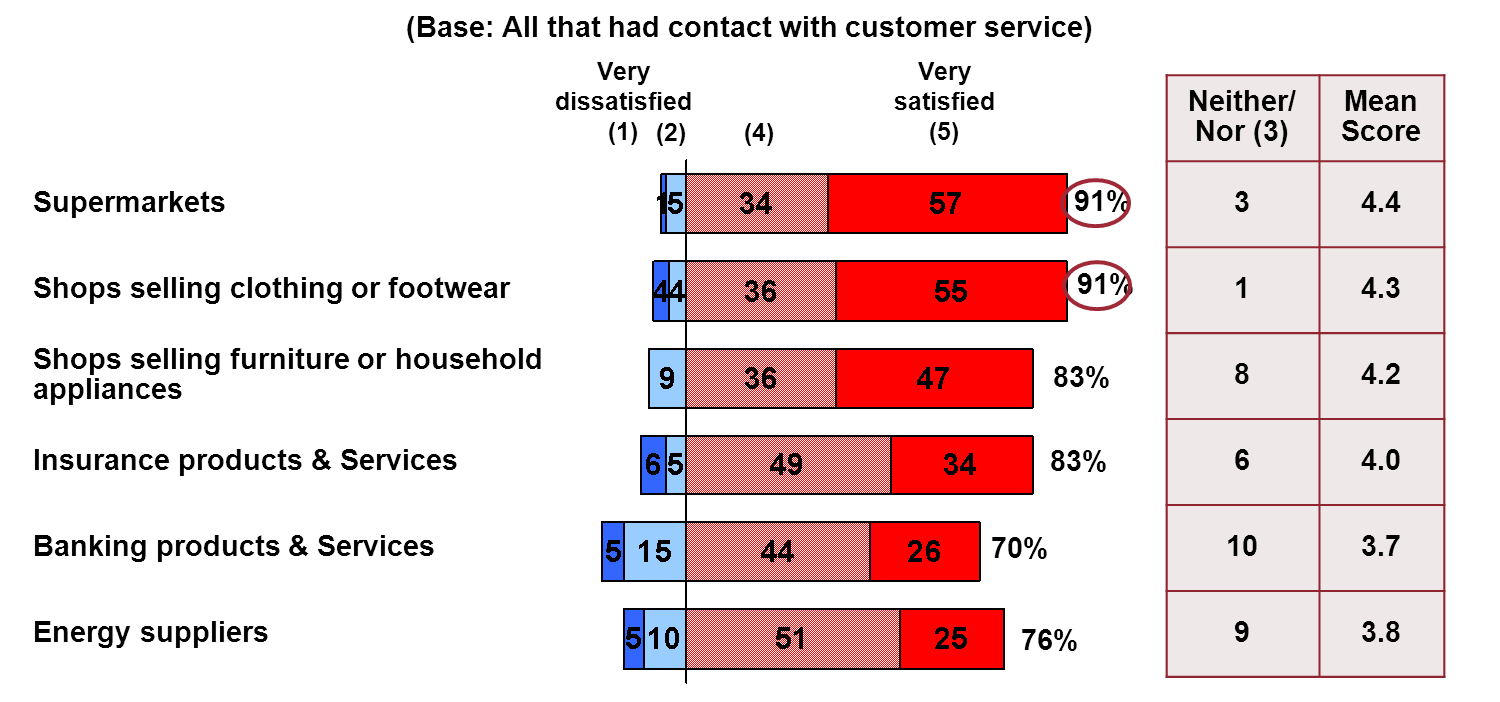 (Base: All that had contact with customer service)
Very
dissatisfied
(1) (2) (4)
Very
satisfied
(5)
Neither/
Nor (3)
Mean
Score
Supermarkets 1 5 34 57 91% 3 4.4
Shops selling clothing or footwear 4 4 36 55 91% 1 4.3
Shops selling furniture or household
appliances 9 36 47 83% 8 4.2
Insurance products & Services 6 5 49 34 83% 6 4.0
Banking products & Services 5 15 44 26 70% 10 3.7
Energy suppliers 5 10 51 25 76% 9 3.8